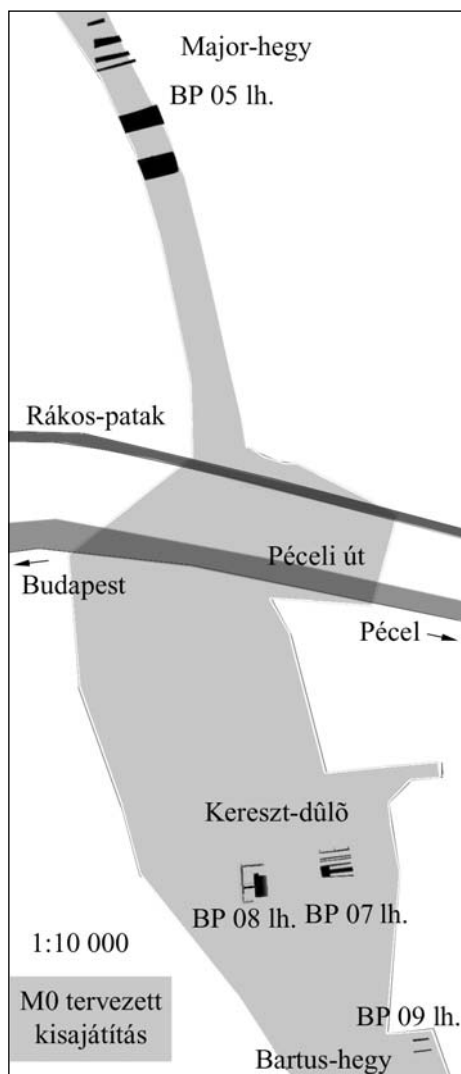 Major-hegy
BP 05 lh.
Rákos-patak
Péceli út
Budapest
Pécel
Kereszt-dûlõ
BP 08 lh.
BP 07 lh.
1:10 000
M0 tervezett
kisajátítás
BP 09 lh.
Bartus-hegy